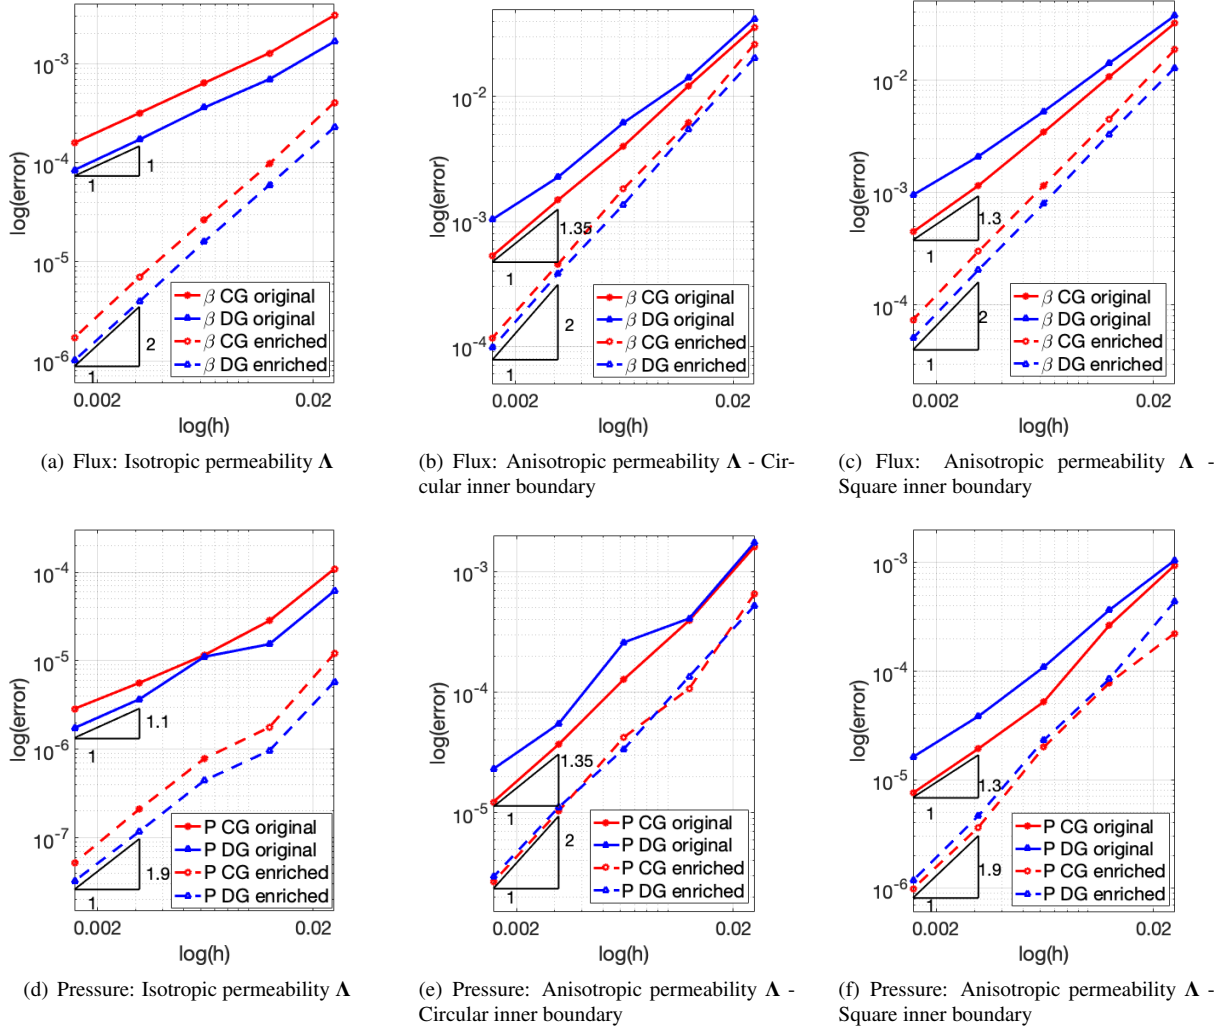 10⁻³
10⁻⁴
10⁻⁵
10⁻⁶
log(error)
1
1
2
1
β CG original
β DG original
β CG enriched
β DG enriched
0.002
0.02
log(h)
(a) Flux: Isotropic permeability Λ
10⁻²
10⁻³
10⁻⁴
log(error)
1.35
1
2
1
β CG original
β DG original
β CG enriched
β DG enriched
0.002
0.02
log(h)
(b) Flux: Anisotropic permeability Λ - Cir-
cular inner boundary
10⁻²
10⁻³
10⁻⁴
log(error)
1.3
1
2
1
β CG original
β DG original
β CG enriched
β DG enriched
0.002
0.02
log(h)
(c) Flux: Anisotropic permeability Λ -
Square inner boundary
10⁻⁴
10⁻⁵
10⁻⁶
10⁻⁷
log(error)
1.1
1
1.9
1
P CG original
P DG original
P CG enriched
P DG enriched
0.002
0.02
log(h)
(d) Pressure: Isotropic permeability Λ
10⁻³
10⁻⁴
10⁻⁵
log(error)
1.35
1
2
1
P CG original
P DG original
P CG enriched
P DG enriched
0.002
0.02
log(h)
(e) Pressure: Anisotropic permeability Λ -
Circular inner boundary
10⁻³
10⁻⁴
10⁻⁵
10⁻⁶
log(error)
1.3
1
1.9
1
P CG original
P DG original
P CG enriched
P DG enriched
0.002
0.02
log(h)
(f) Pressure: Anisotropic permeability Λ -
Square inner boundary